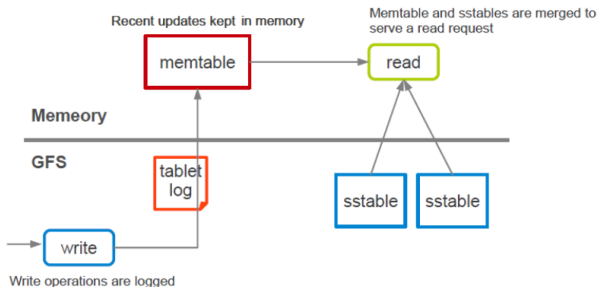 Recent updates kept in memory
Memtable and sstables are merged to
serve a read request
memtable
read
Memeory
GFS
tablet
log
sstable
sstable
write
Write operations are logged